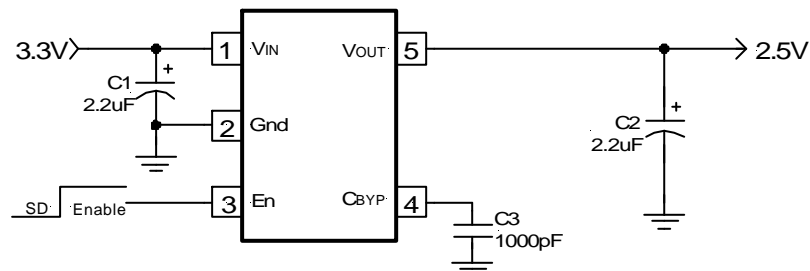 3.3V
1
VIN
VOUT
5
2.5V
C1
+
2.2uF
2
Gnd
C2
+
2.2uF
SD
Enable
3
En
CBYP
4
C3
1000pF